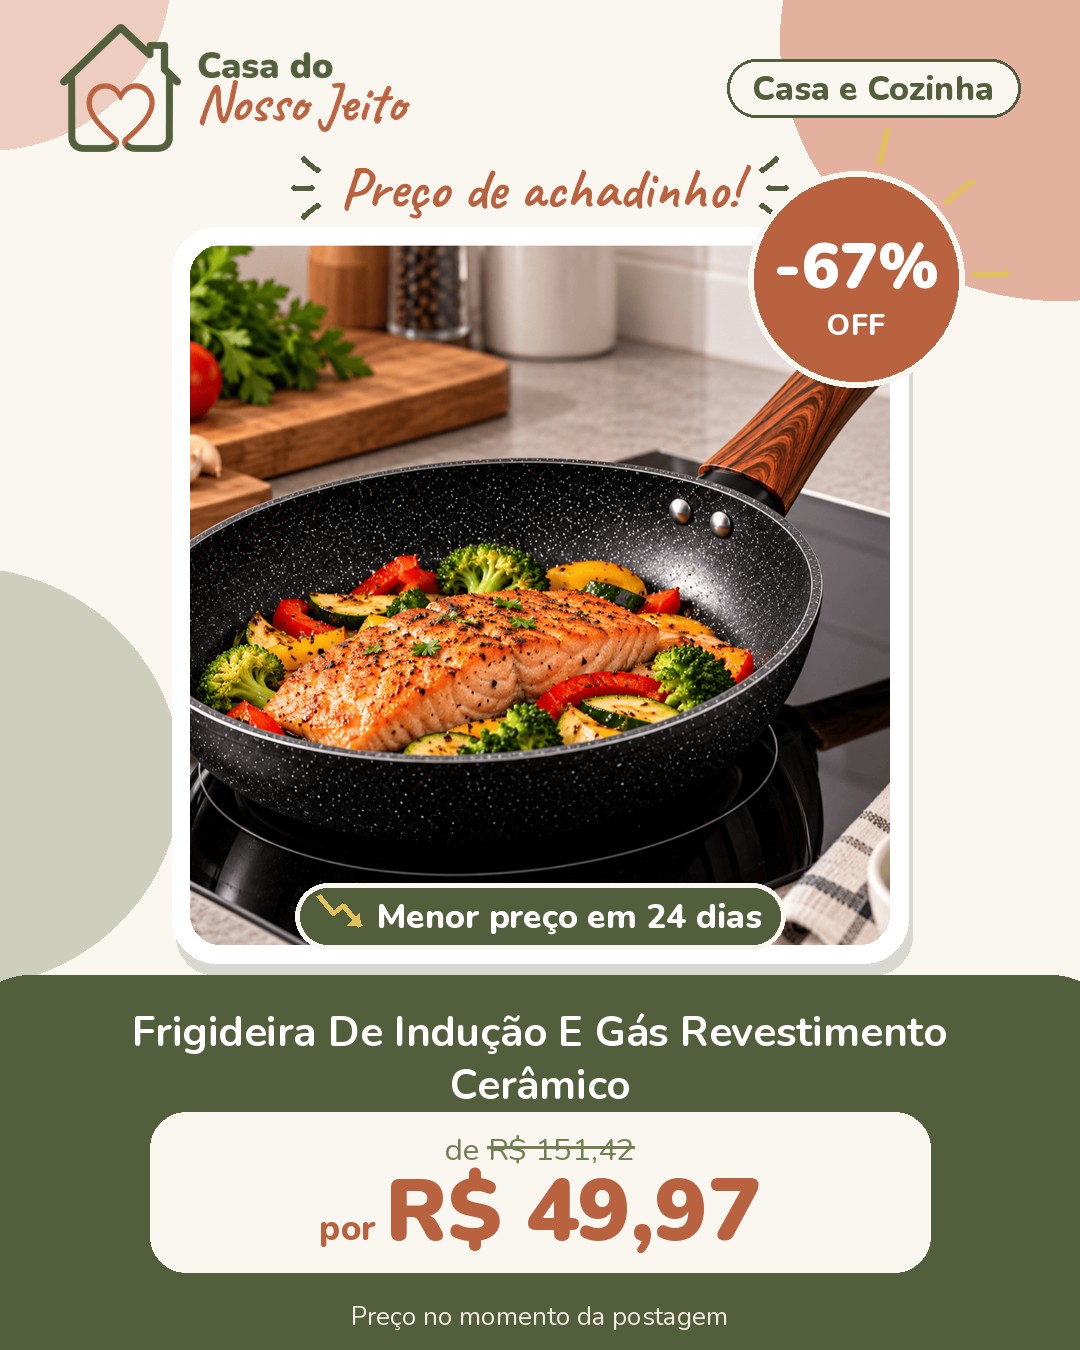 Casa do
Nosso Jeito
Casa e Cozinha
Preço de achadinho!
-67%
OFF
Menor preço em 24 dias
Frigideira De Indução E Gás Revestimento
Cerâmico
de R$ 151,42
por R$ 49,97
Preço no momento da postagem